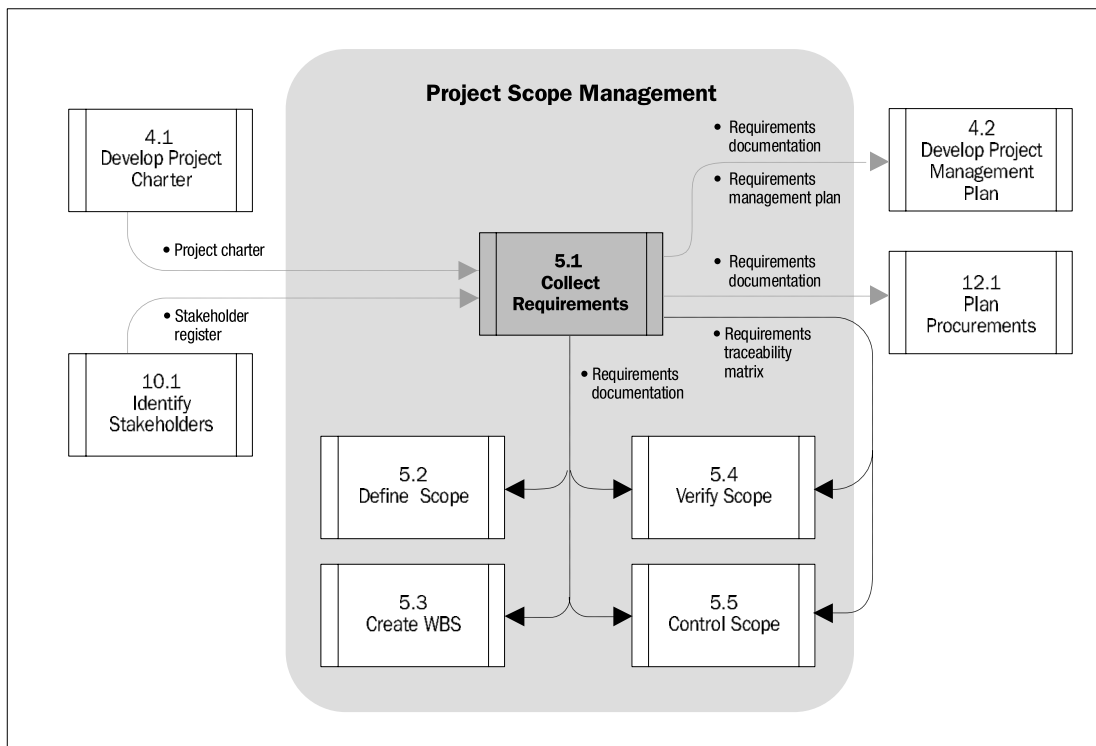 Project Scope Management
4.1
Develop Project
Charter
• Project charter
• Stakeholder
register
10.1
Identify
Stakeholders
5.1
Collect
Requirements
• Requirements
documentation
• Requirements
management plan
4.2
Develop Project
Management
Plan
• Requirements
documentation
12.1
Plan
Procurements
• Requirements
traceability
matrix
• Requirements
documentation
5.2
Define Scope
5.4
Verify Scope
5.3
Create WBS
5.5
Control Scope